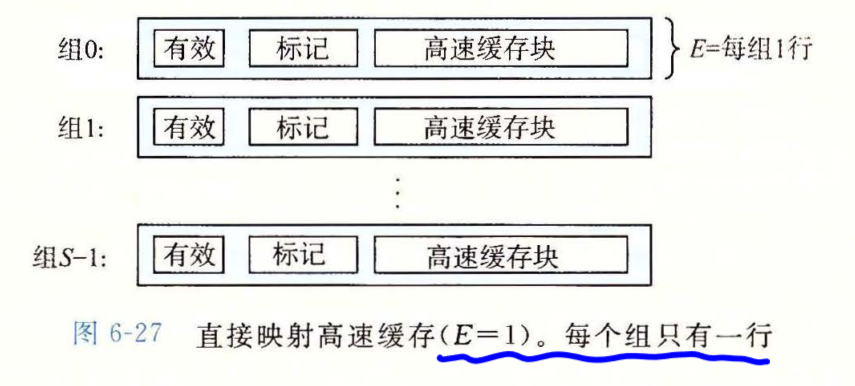 组0: 有效 标记 高速缓存块 E=每组1行
组1: 有效 标记 高速缓存块
⋮
组S-1: 有效 标记 高速缓存块
图 6-27 直接映射高速缓存(E=1)。每个组只有一行